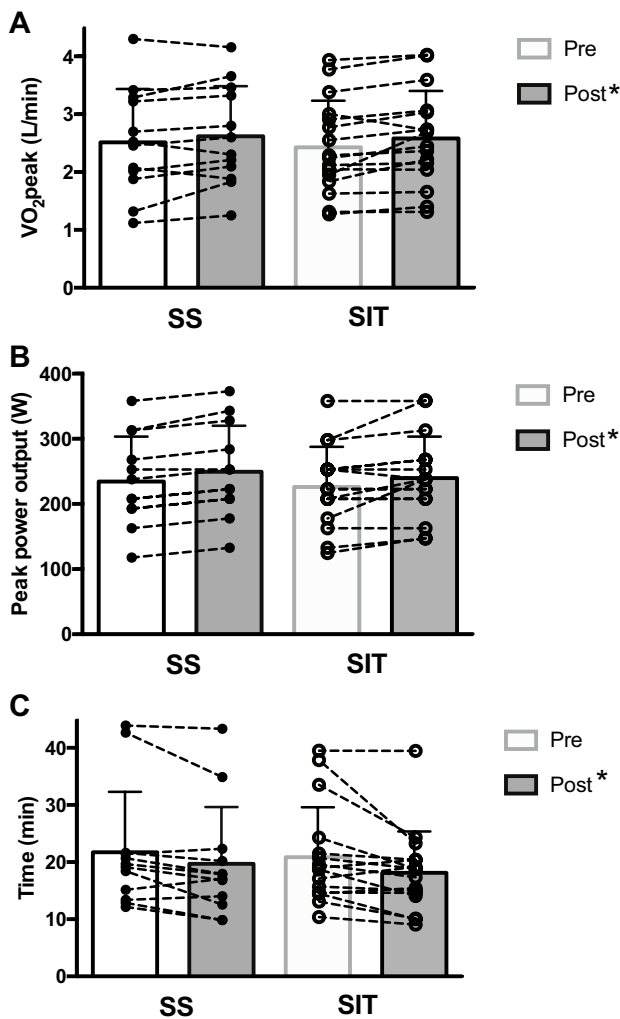 A
VO2peak (L/min)
4
3
2
1
0
SS
SIT
Pre
Post*
B
Peak power output (W)
400
300
200
100
0
SS
SIT
Pre
Post*
C
Time (min)
40
30
20
10
0
SS
SIT
Pre
Post*